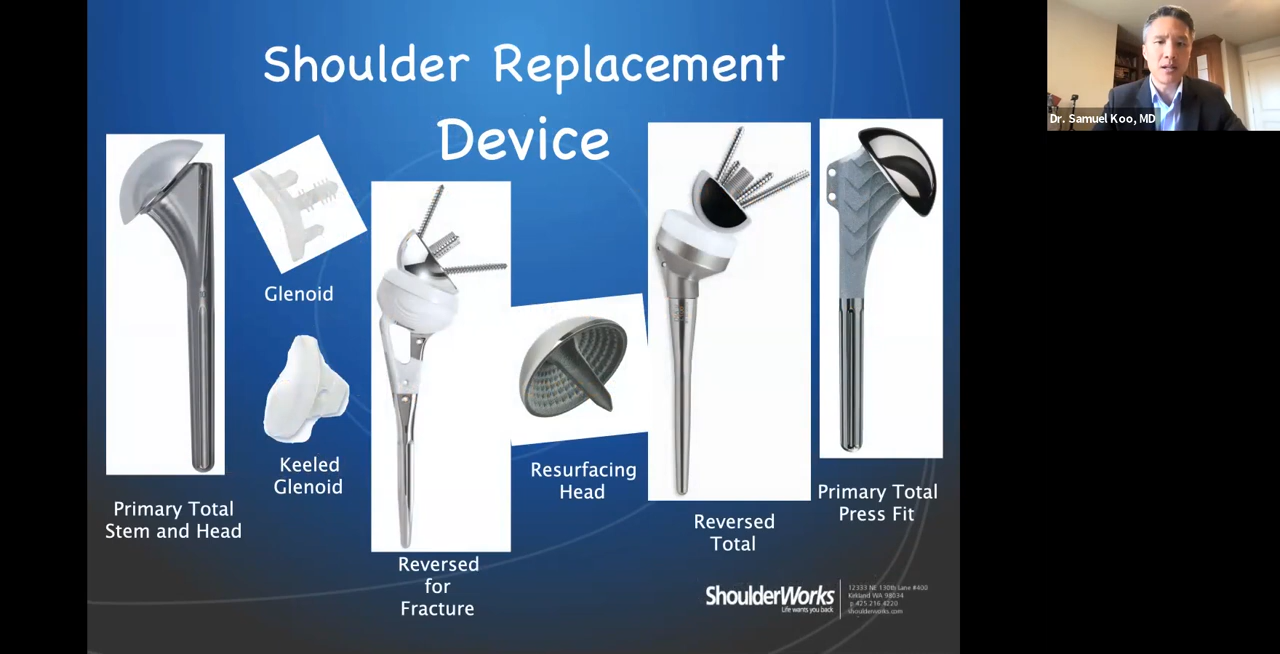 Shoulder Replacement
Device
Dr. Samuel Koo, MD
Glenoid
Keeled
Glenoid
Primary Total
Stem and Head
Reversed
for
Fracture
Resurfacing
Head
Reversed
Total
Primary Total
Press Fit
ShoulderWorks
Life wants you back
12333 NE 130th Lane #400
Kirkland WA 98034
p 425.216.4220
shoulderworks.com